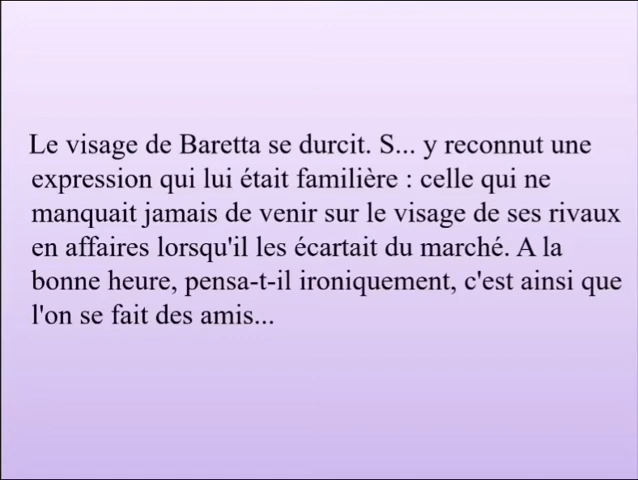 Le visage de Baretta se durcit. S... y reconnut une
expression qui lui était familière : celle qui ne
manquait jamais de venir sur le visage de ses rivaux
en affaires lorsqu'il les écartait du marché. A la
bonne heure, pensa-t-il ironiquement, c'est ainsi que
l'on se fait des amis...